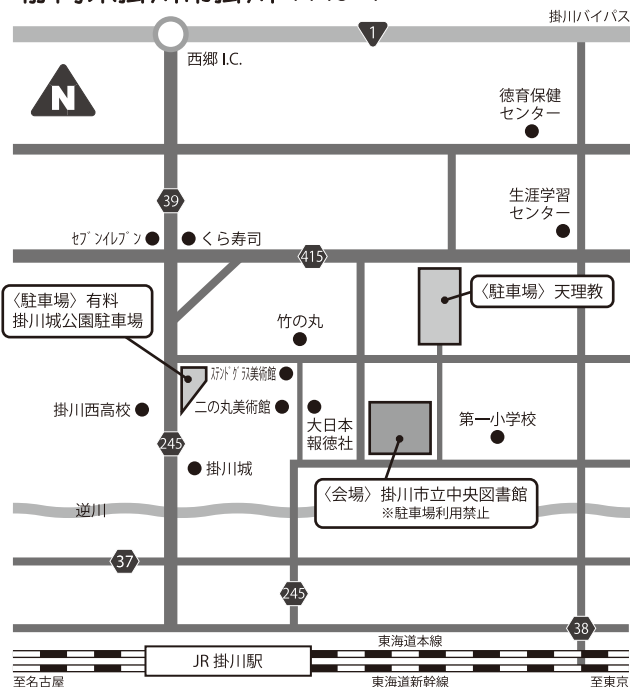 掛川バイパス
1
西郷 I.C.
N
徳育保健
センター
39
生涯学習
センター
セブンイレブン
くら寿司
415
〈駐車場〉有料
掛川城公園駐車場
〈駐車場〉天理教
竹の丸
ステンドグラス美術館
掛川西高校
二の丸美術館
大日本
報徳社
第一小学校
245
掛川城
〈会場〉掛川市立中央図書館
※駐車場利用禁止
逆川
37
245
38
東海道本線
JR 掛川駅
至名古屋
東海道新幹線
至東京